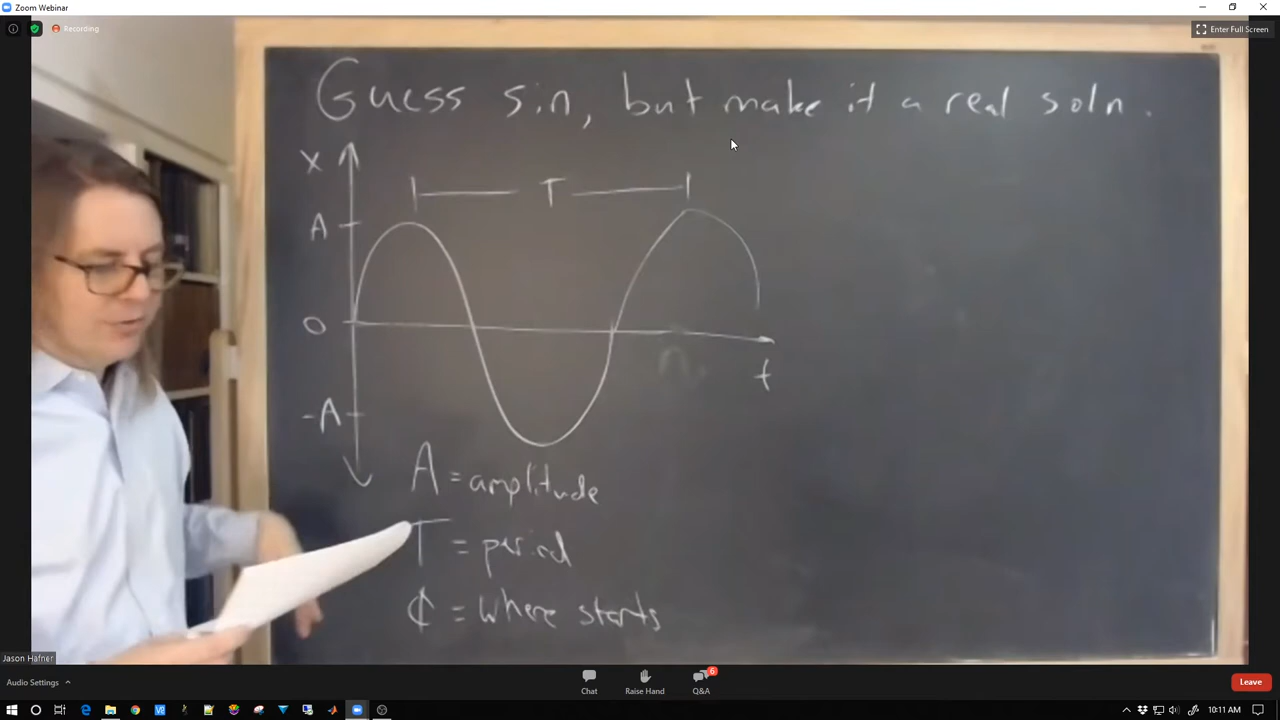 Zoom Webinar
Recording
Enter Full Screen
Guess sin, but make it a real soln.
X
T
A
O
t
-A
A = amplitude
T = period
¢ = where starts
Jason Hafner
Audio Settings
Chat
Raise Hand
6
Q&A
Leave
10:11 AM